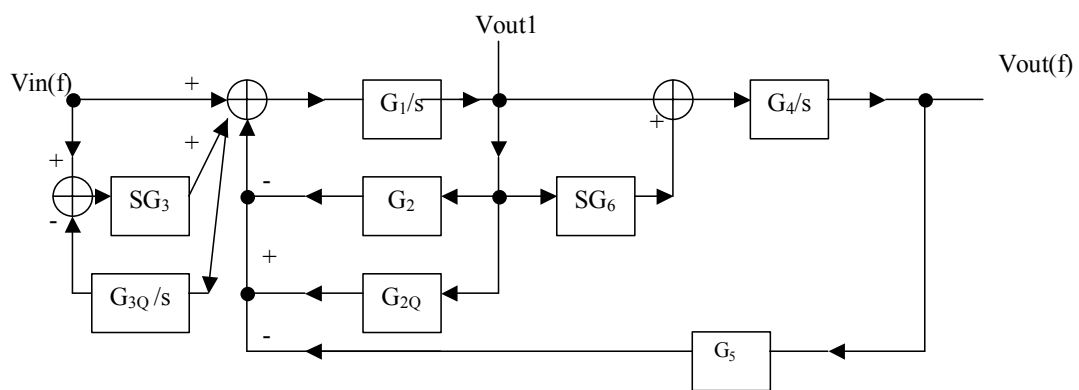 Vout1
Vin(f)
Vout(f)
+
G1/s
G4/s
+
+
+
SG3
-
G2
SG6
-
+
G3Q /s
G2Q
-
G5